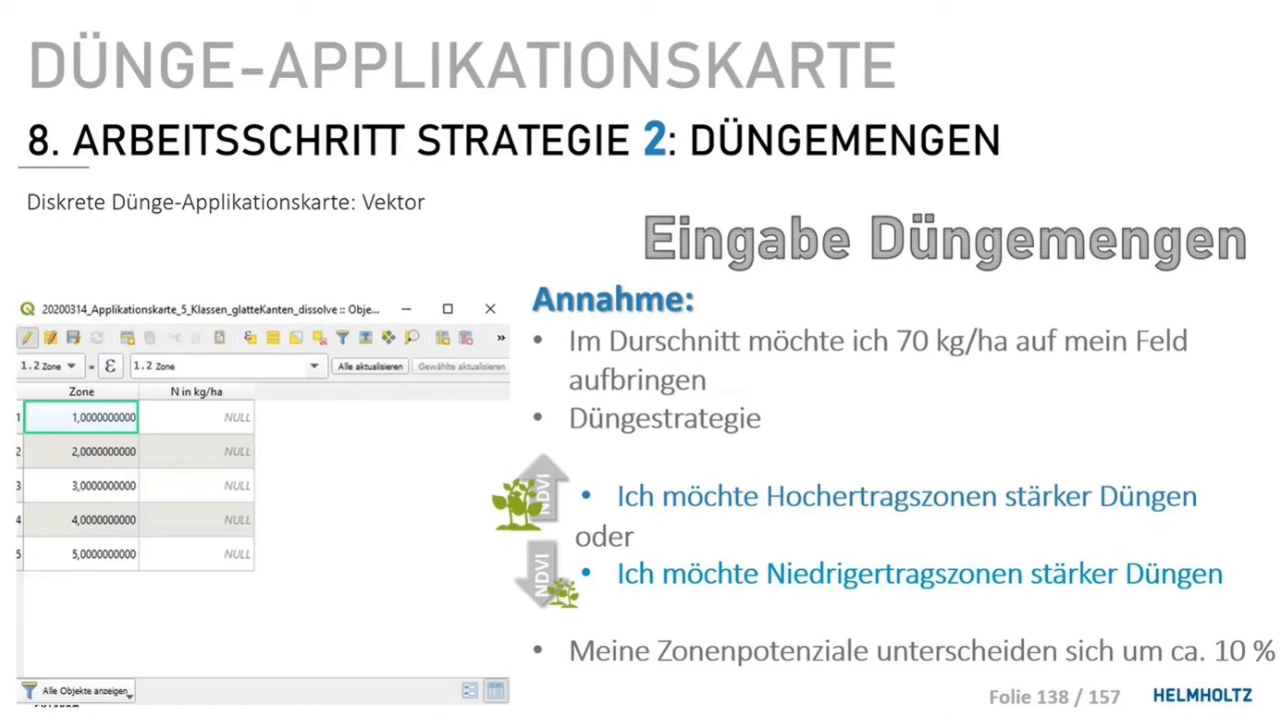 DÜNGE-APPLIKATIONSKARTE
8. ARBEITSSCHRITT STRATEGIE 2: DÜNGEMENGEN
Diskrete Dünge-Applikationskarte: Vektor
Eingabe Düngemengen
20200314_Applikationskarte_5_Klassen_glatteKanten_dissolve :: Obje...
1.2 Zone = ε 1.2 Zone Alle aktualisieren Gewählte aktualisieren
Zone N in kg/ha
1 1,0000000000 NULL
2 2,0000000000 NULL
3 3,0000000000 NULL
4 4,0000000000 NULL
5 5,0000000000 NULL
Alle Objekte anzeigen
Annahme:
• Im Durschnitt möchte ich 70 kg/ha auf mein Feld
aufbringen
• Düngestrategie
NDVI
• Ich möchte Hochertragszonen stärker Düngen
oder
NDVI
• Ich möchte Niedrigertragszonen stärker Düngen
• Meine Zonenpotenziale unterscheiden sich um ca. 10 %
Folie 138 / 157
HELMHOLTZ